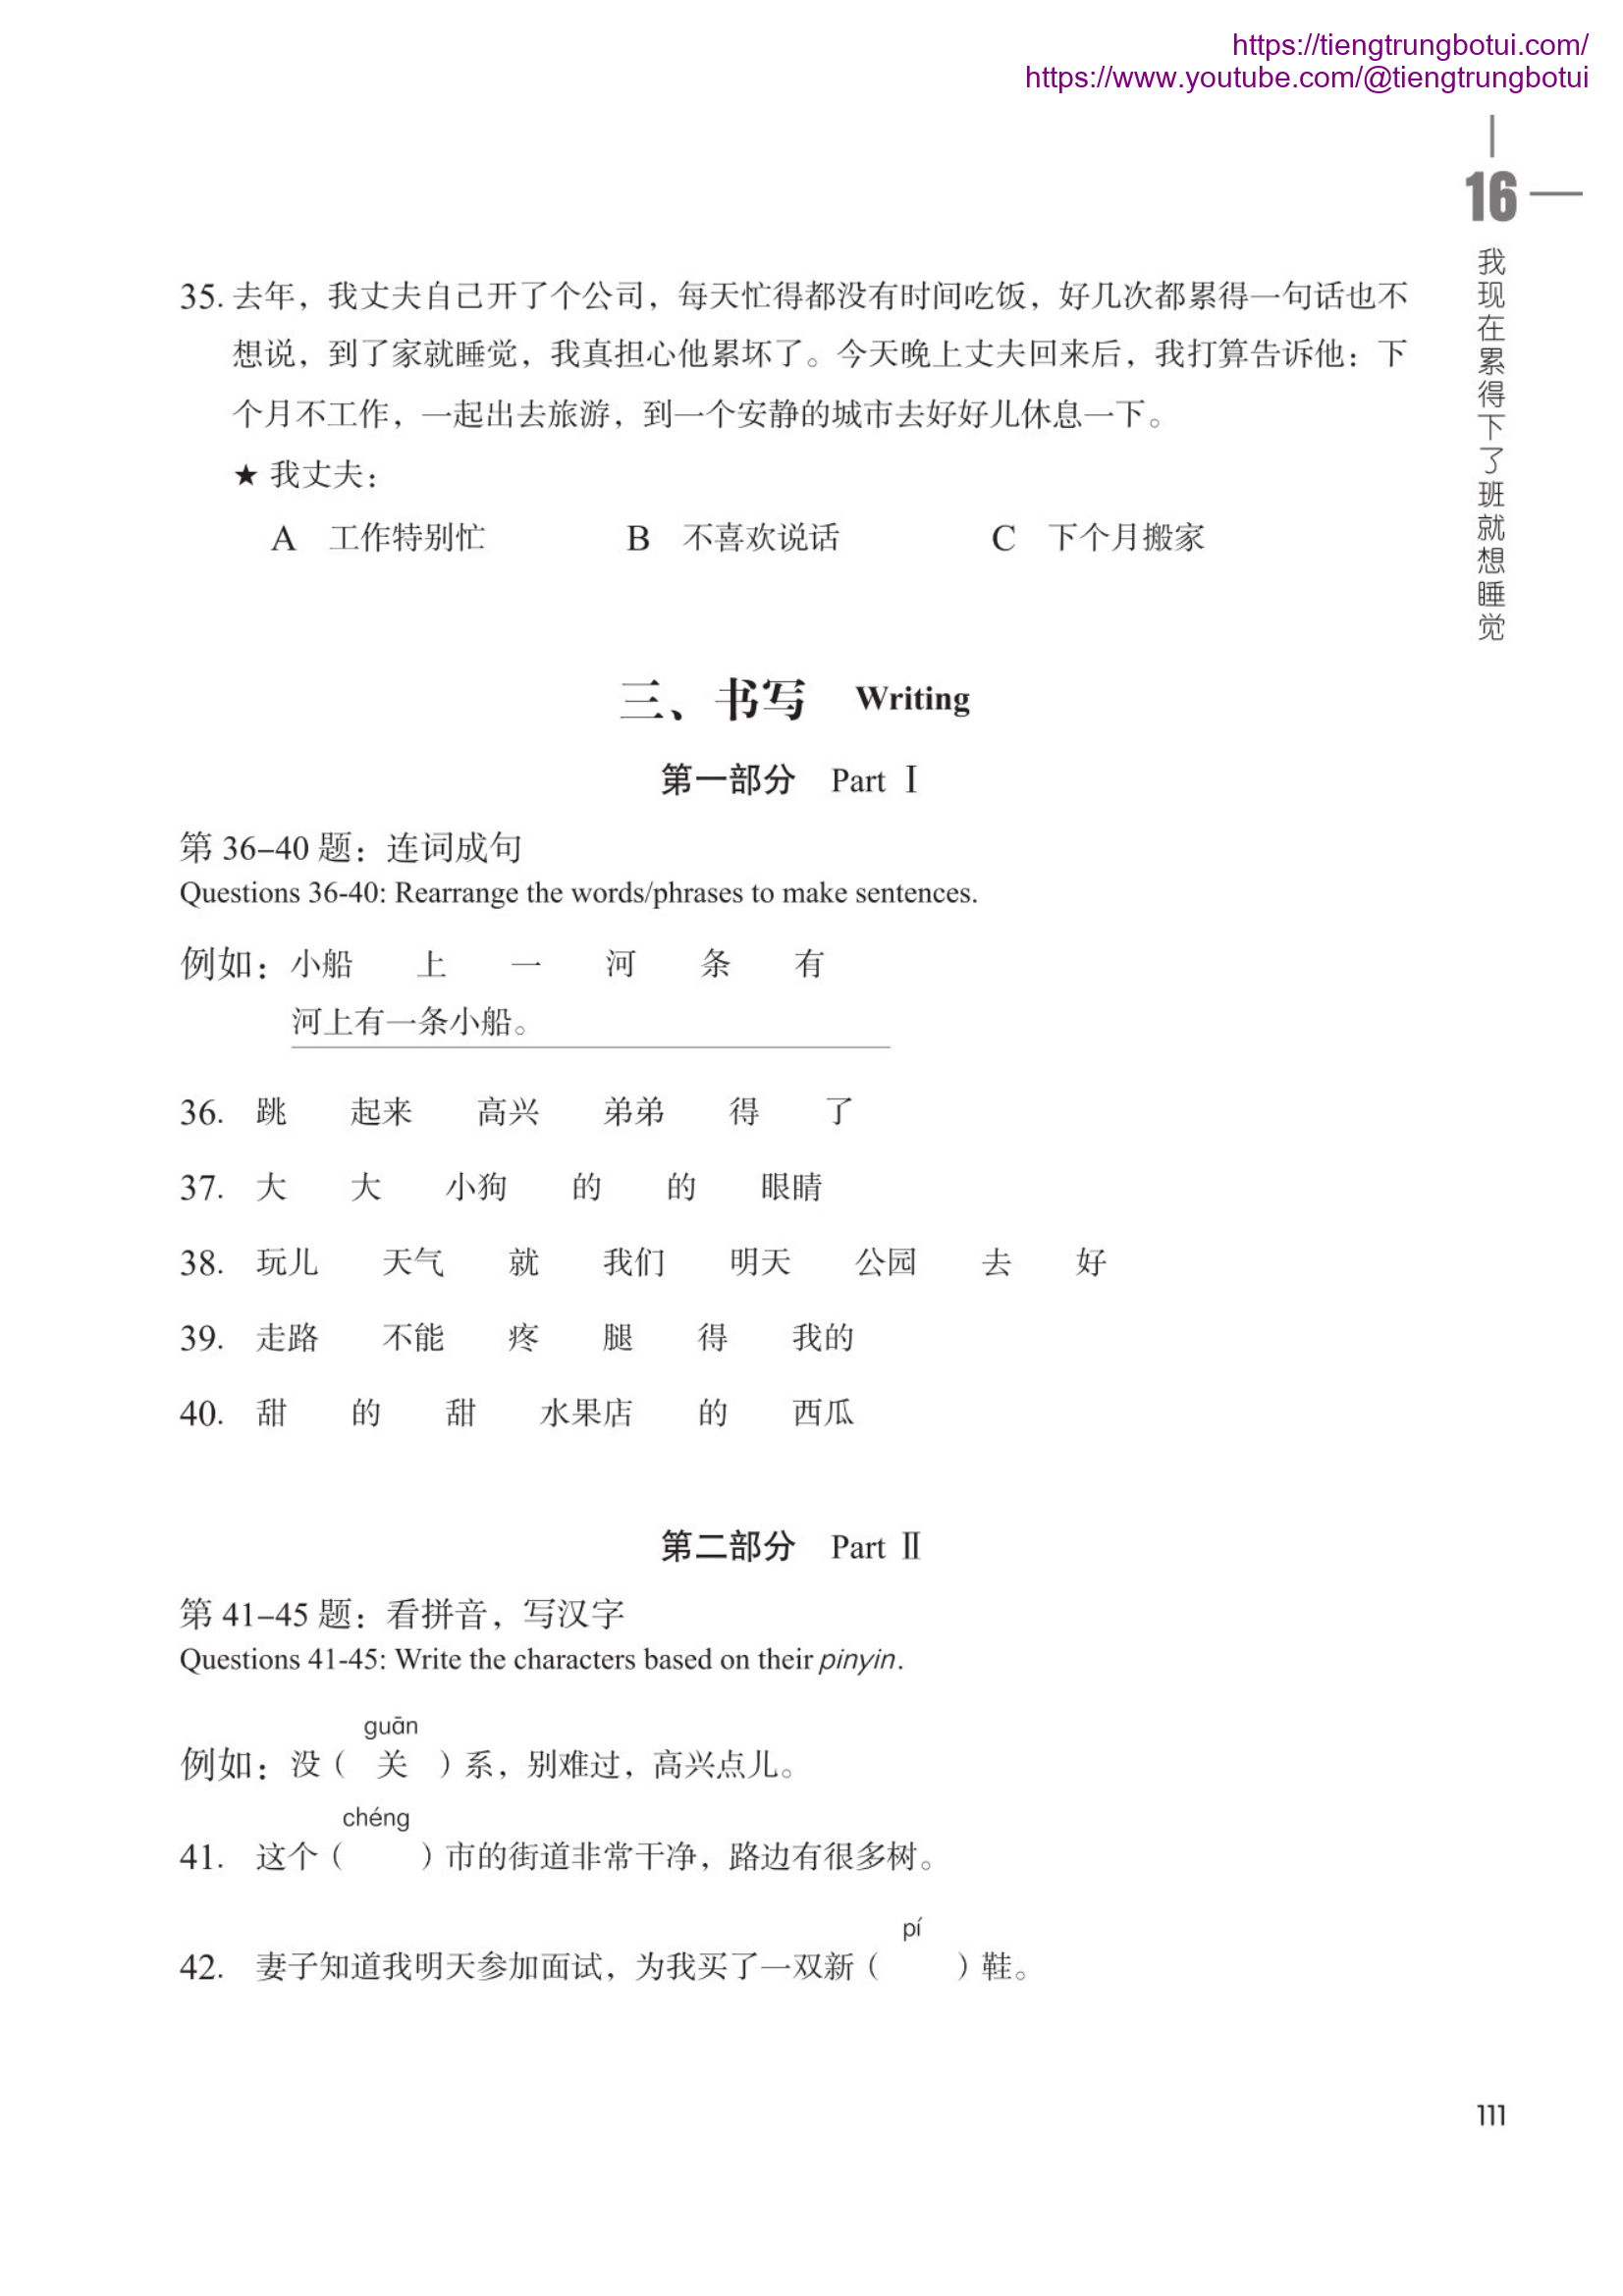 https://tiengtrungbotui.com/
https://www.youtube.com/@tiengtrungbotui
16
我现在累得下了班就想睡觉
35. 去年，我丈夫自己开了个公司，每天忙得都没有时间吃饭，好几次都累得一句话也不
想说，到了家就睡觉，我真担心他累坏了。今天晚上丈夫回来后，我打算告诉他：下
个月不工作，一起出去旅游，到一个安静的城市去好好儿休息一下。
★ 我丈夫：
A 工作特别忙 B 不喜欢说话 C 下个月搬家
三、书写 Writing
第一部分 Part Ⅰ
第 36–40 题：连词成句
Questions 36-40: Rearrange the words/phrases to make sentences.
例如：小船 上 一 河 条 有
河上有一条小船。
36. 跳 起来 高兴 弟弟 得 了
37. 大 大 小狗 的 的 眼睛
38. 玩儿 天气 就 我们 明天 公园 去 好
39. 走路 不能 疼 腿 得 我的
40. 甜 的 甜 水果店 的 西瓜
第二部分 Part Ⅱ
第 41–45 题：看拼音，写汉字
Questions 41-45: Write the characters based on their pinyin.
guān
例如：没（ 关 ）系，别难过，高兴点儿。
chéng
41. 这个（ ）市的街道非常干净，路边有很多树。
pí
42. 妻子知道我明天参加面试，为我买了一双新（ ）鞋。
111